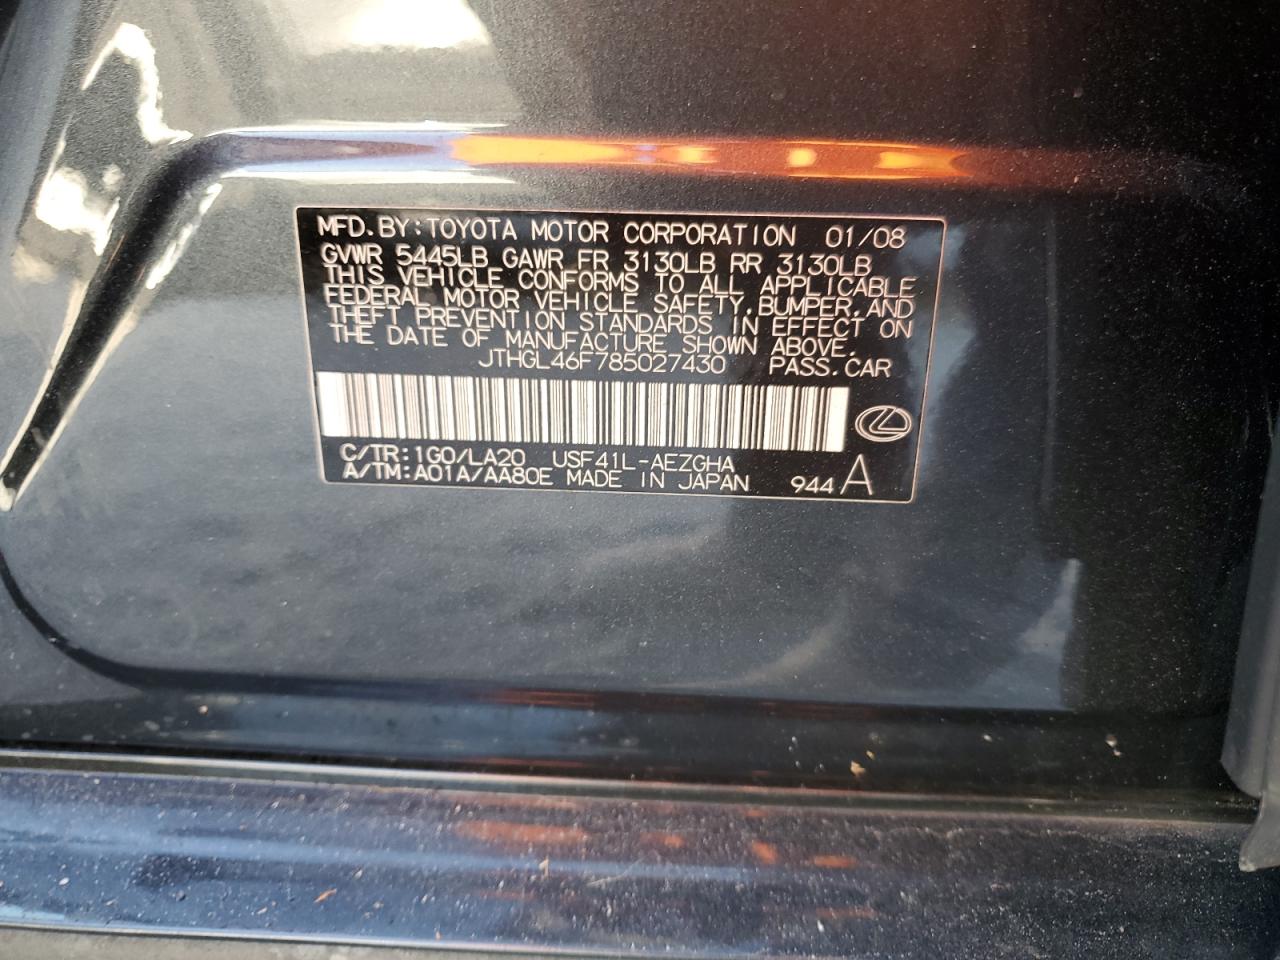 MFD. BY: TOYOTA MOTOR CORPORATION 01/08
GVWR 5445LB GAWR FR 3130LB RR 3130LB
THIS VEHICLE CONFORMS TO ALL APPLICABLE
FEDERAL MOTOR VEHICLE SAFETY, BUMPER, AND
THEFT PREVENTION STANDARDS IN EFFECT ON
THE DATE OF MANUFACTURE SHOWN ABOVE.
JTHGL46F785027430 PASS. CAR
C/TR: 1G0/LA20 USF41L-AEZGHA
A/TM: A01A/AA80E MADE IN JAPAN 944 A